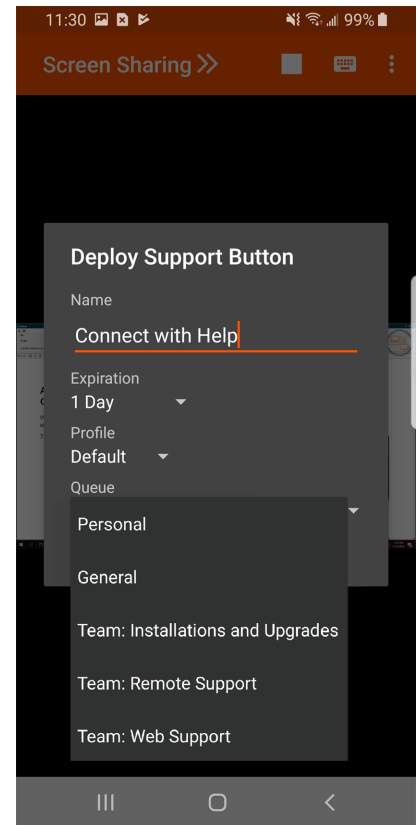 11:30 99%
Screen Sharing
Deploy Support Button
Name
Connect with Help
Expiration
1 Day
Profile
Default
Queue
Personal
General
Team: Installations and Upgrades
Team: Remote Support
Team: Web Support